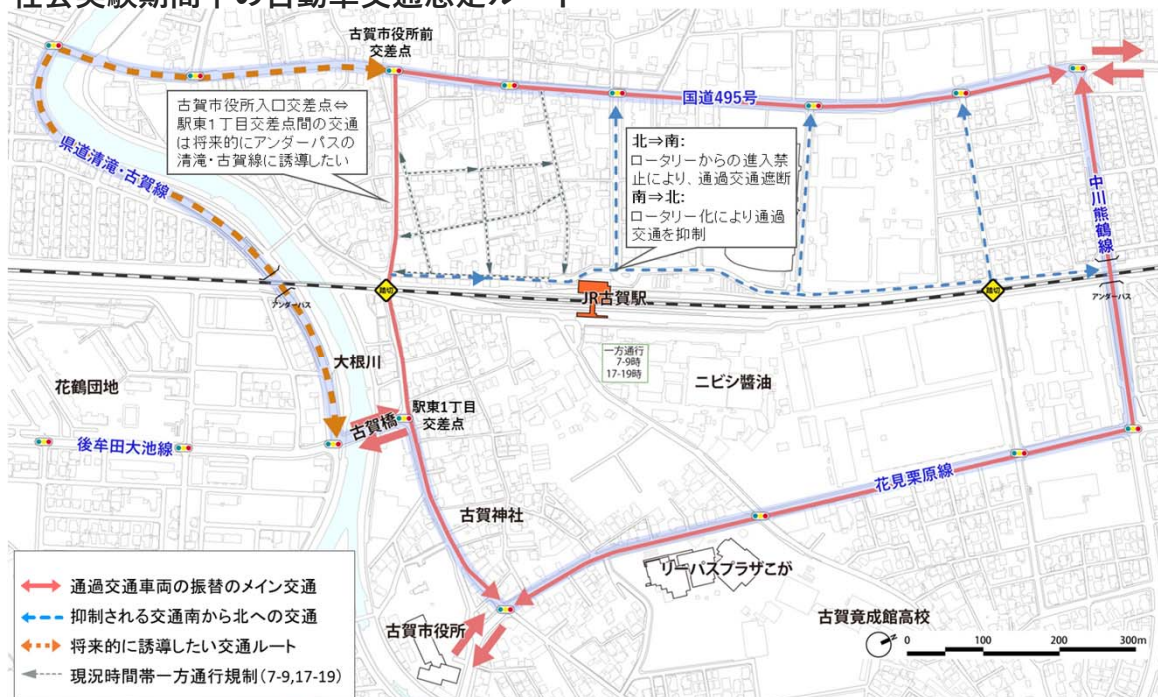 社会実験期間中の自動車交通想定ルート
古賀市役所前
交差点
国道495号
古賀市役所入口交差点⇔
駅東1丁目交差点間の交通
は将来的にアンダーパスの
清滝・古賀線に誘導したい
北⇒南:
ロータリーからの進入禁
止により、通過交通遮断
南⇒北:
ロータリー化により通過
交通を抑制
県道清滝・古賀線
中川熊鶴線
踏切
踏切
JR古賀駅
アンダーパス
アンダーパス
一方通行
7-9時
17-19時
大根川
花鶴団地
ニビシ醤油
駅東1丁目
交差点
古賀橋
後牟田大池線
花見栗原線
古賀神社
リーパスプラザこが
古賀市役所
古賀竟成館高校
0 100 200 300m
通過交通車両の振替のメイン交通
抑制される交通南から北への交通
将来的に誘導したい交通ルート
現況時間帯一方通行規制(7-9,17-19)